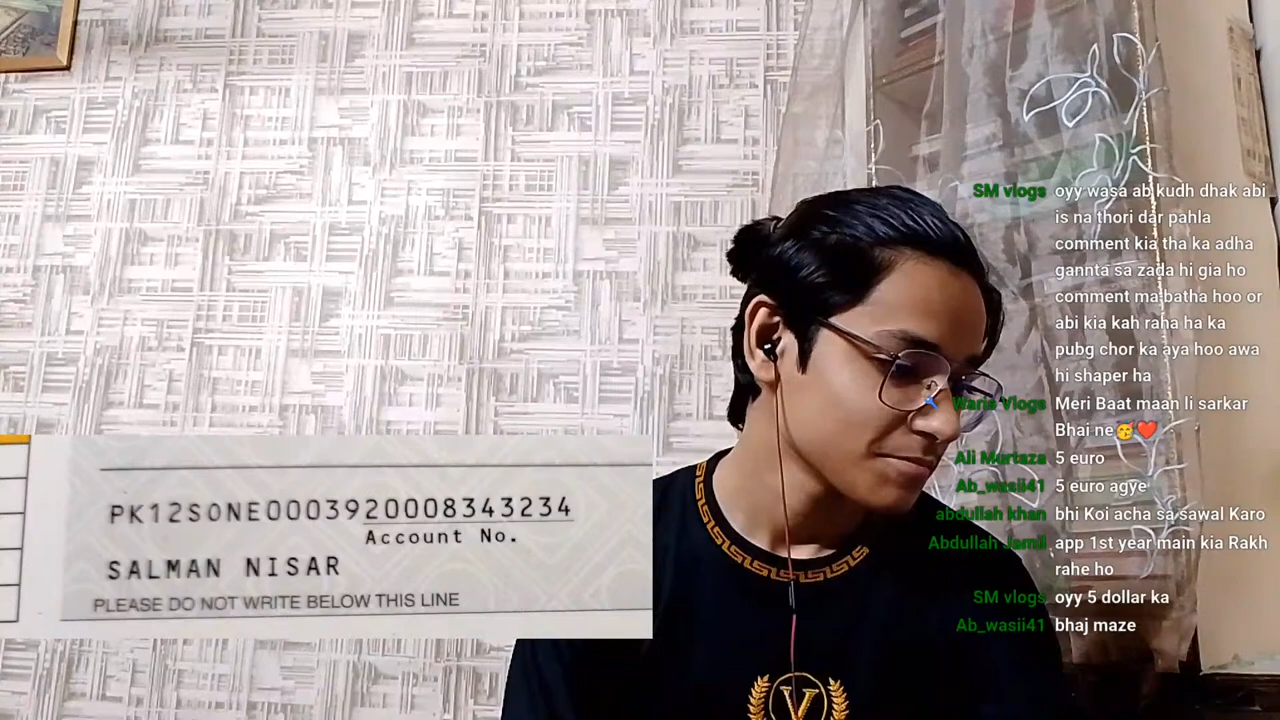 PK12SONE0003920008343234
Account No.
SALMAN NISAR
PLEASE DO NOT WRITE BELOW THIS LINE
SM vlogs oyy wasa ab kudh dhak abi
is na thori dar pahla
comment kia tha ka adha
gannta sa zada hi gia ho
comment ma batha hoo or
abi kia kah raha ha ka
pubg chor ka aya hoo awa
hi shaper ha
Waris Vlogs Meri Baat maan li sarkar
Bhai ne🥳❤️
Ali Murtaza 5 euro
Ab_wasii41 5 euro agye
abdullah khan bhi Koi acha sa sawal Karo
Abdullah Jamil app 1st year main kia Rakh
rahe ho
SM vlogs oyy 5 dollar ka
Ab_wasii41 bhaj maze
V